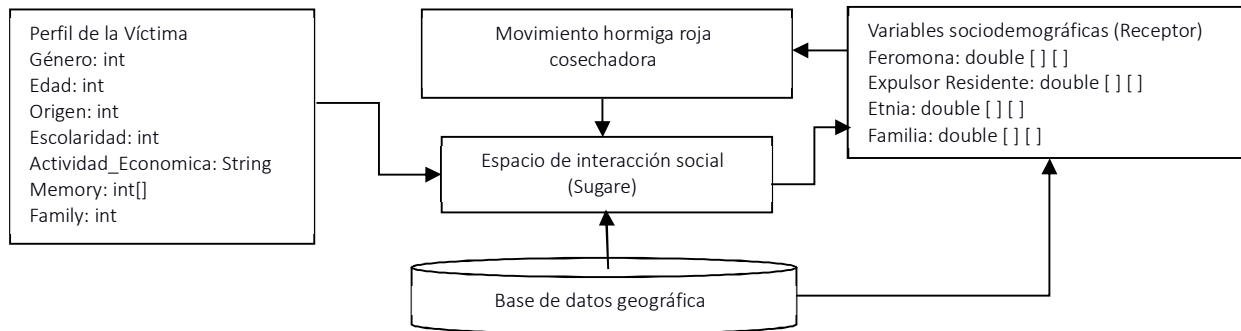 Perfil de la Víctima
Género: int
Edad: int
Origen: int
Escolaridad: int
Actividad_Economica: String
Memory: int[]
Family: int
Movimiento hormiga roja
cosechadora
Espacio de interacción social
(Sugare)
Base de datos geográfica
Variables sociodemográficas (Receptor)
Feromona: double [ ] [ ]
Expulsor Residente: double [ ] [ ]
Etnia: double [ ] [ ]
Familia: double [ ] [ ]